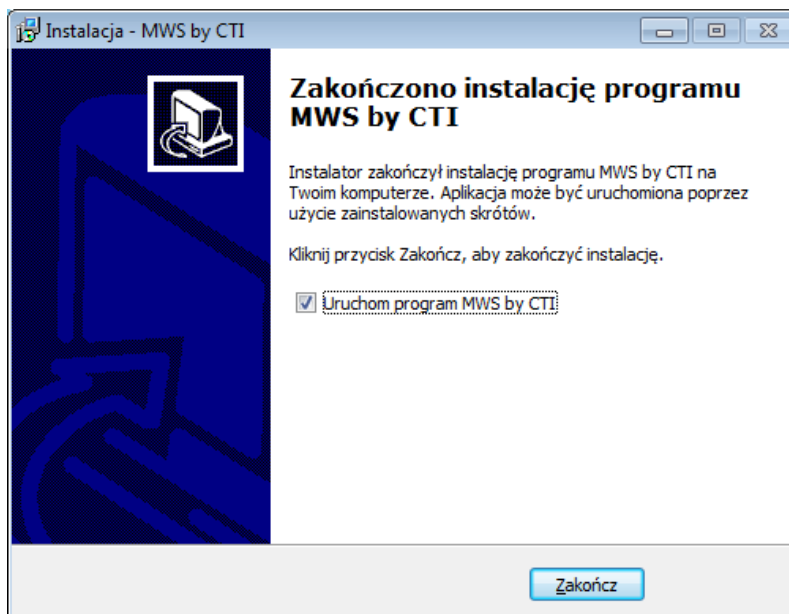 Instalacja - MWS by CTI
Zakończono instalację programu
MWS by CTI
Instalator zakończył instalację programu MWS by CTI na
Twoim komputerze. Aplikacja może być uruchomiona poprzez
użycie zainstalowanych skrótów.
Kliknij przycisk Zakończ, aby zakończyć instalację.
Uruchom program MWS by CTI
Zakończ